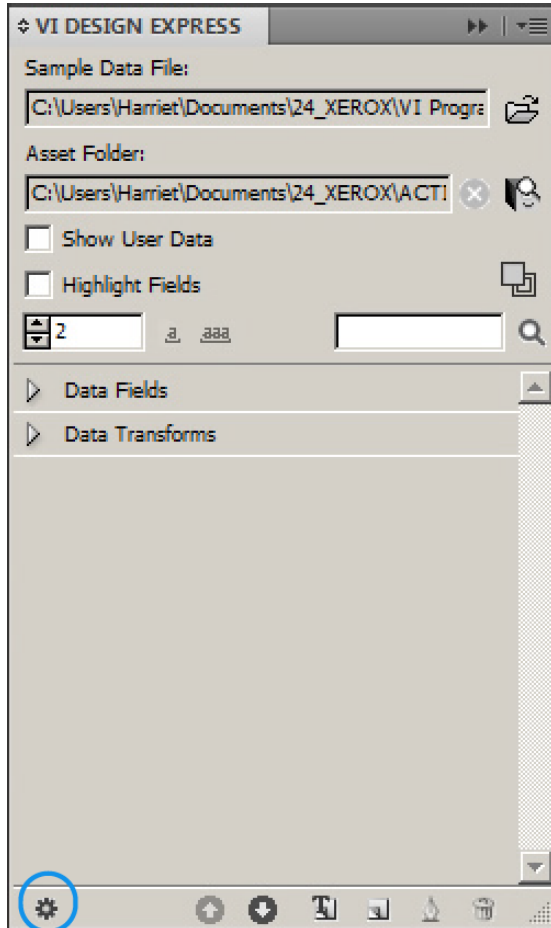 VI DESIGN EXPRESS
Sample Data File:
C:\Users\Harriet\Documents\24_XEROX\VI Progra
Asset Folder:
C:\Users\Harriet\Documents\24_XEROX\ACTI
Show User Data
Highlight Fields
2 a aaa
Data Fields
Data Transforms